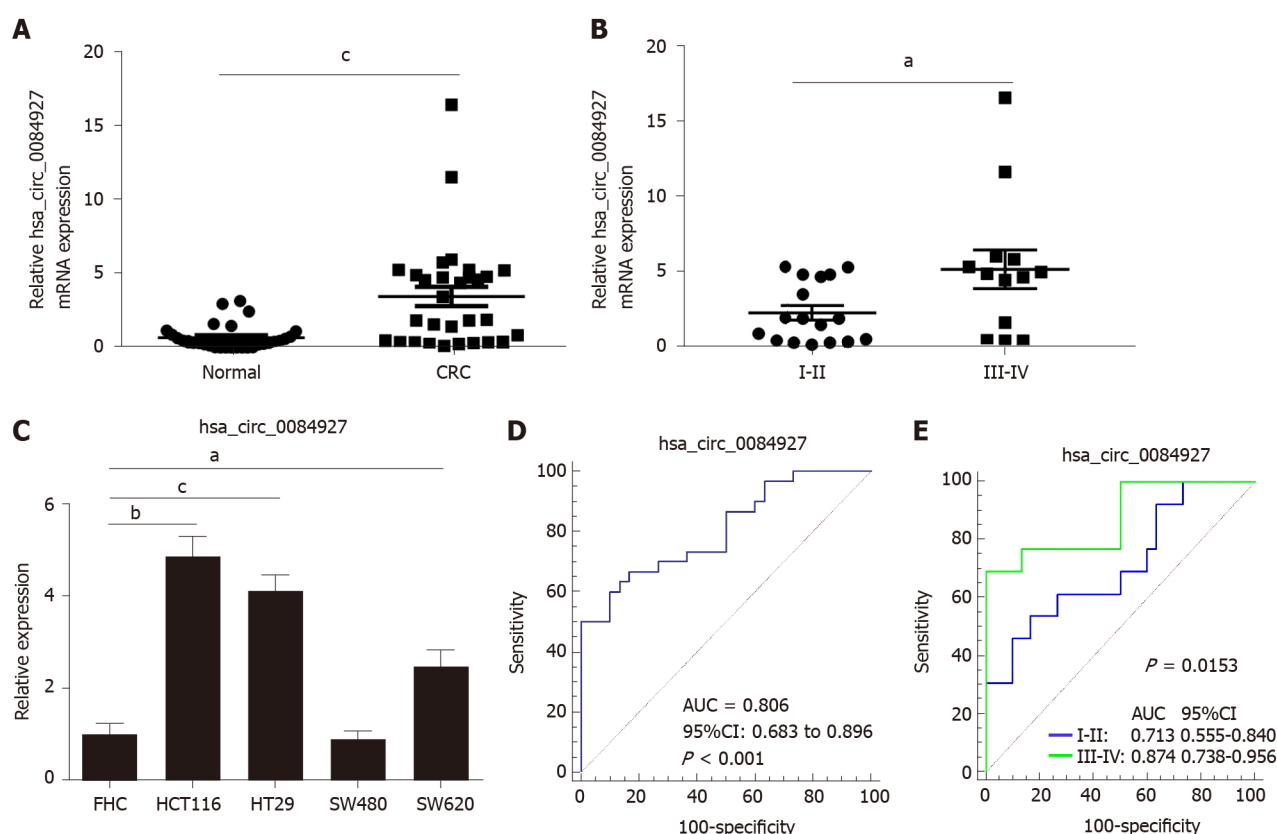 A
Relative hsa_circ_0084927
mRNA expression
20
15
10
5
0
c
Normal
CRC
B
Relative hsa_circ_0084927
mRNA expression
20
15
10
5
0
a
I-II
III-IV
C
hsa_circ_0084927
a
c
b
Relative expression
6
4
2
0
FHC
HCT116
HT29
SW480
SW620
D
hsa_circ_0084927
Sensitivity
100
80
60
40
20
0
AUC = 0.806
95%CI: 0.683 to 0.896
P < 0.001
0
20
40
60
80
100
100-specificity
E
hsa_circ_0084927
Sensitivity
100
80
60
40
20
0
P = 0.0153
AUC 95%CI
I-II: 0.713 0.555-0.840
III-IV: 0.874 0.738-0.956
0
20
40
60
80
100
100-specificity